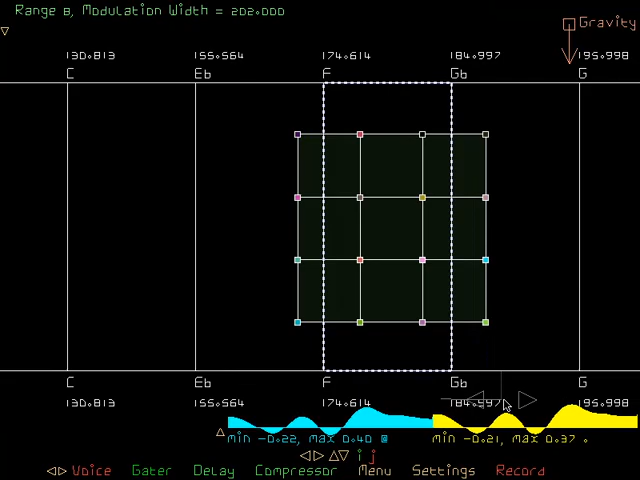 Range B, Modulation Width = 202.000
Gravity
130.813 155.564 174.614 184.997 195.998
C Eb F Gb G
C Eb F Gb G
130.813 155.564 174.614 184.997 195.998
Min -0.22, Max 0.40 @ Min -0.21, Max 0.37 .
i j
Voice Gater Delay Compressor Menu Settings Record